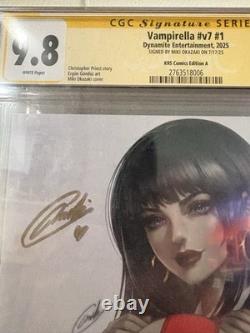 CGC Signature SERIES
9.8
WHITE Pages
Vampirella #v7 #1
Dynamite Entertainment, 2025
SIGNED BY MIKI OKAZAKI ON 7/17/25
KRS Comics Edition A
Christopher Priest story
Ergün Gündüz art
Miki Okazaki cover
2763518006